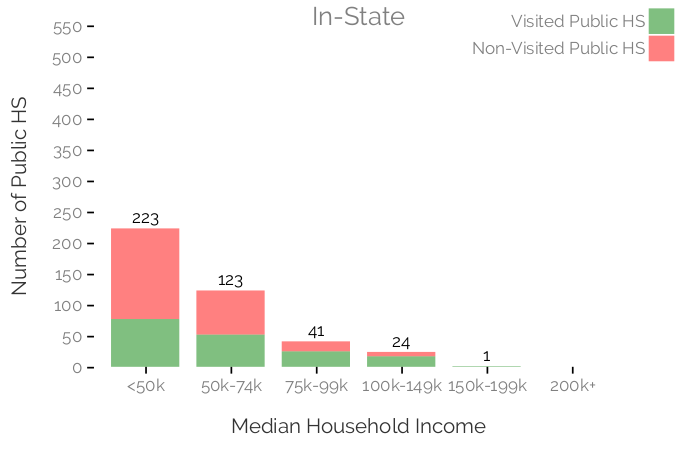 In-State
Visited Public HS
Non-Visited Public HS
Number of Public HS
550
500
450
400
350
300
250
200
150
100
50
0
223
123
41
24
1
<50k
50k-74k
75k-99k
100k-149k
150k-199k
200k+
Median Household Income